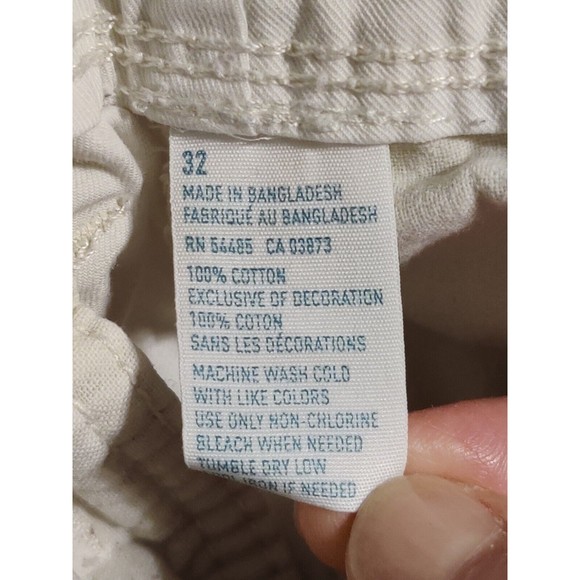 32
MADE IN BANGLADESH
FABRIQUÉ AU BANGLADESH
RN 54485 CA 03873
100% COTTON
EXCLUSIVE OF DECORATION
100% COTON
SANS LES DÉCORATIONS
MACHINE WASH COLD
WITH LIKE COLORS
USE ONLY NON-CHLORINE
BLEACH WHEN NEEDED
TUMBLE DRY LOW
IRON IF NEEDED